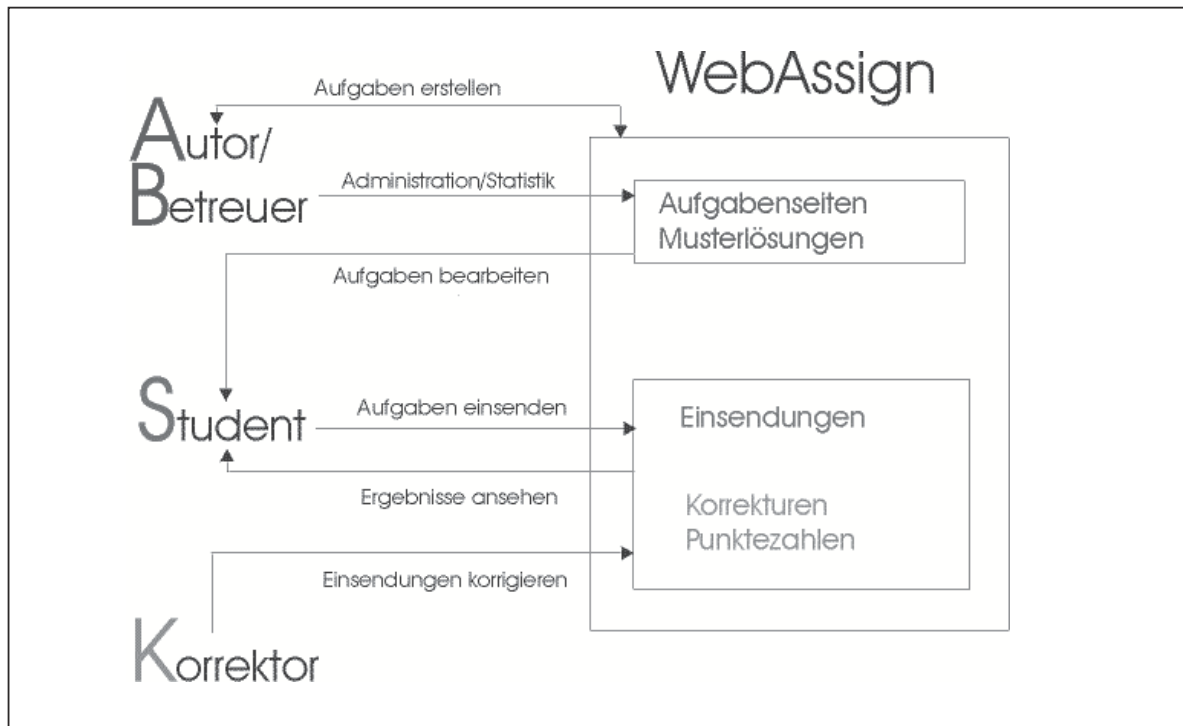 WebAssign
Aufgaben erstellen
Autor/
Betreuer
Administration/Statistik
Aufgabenseiten
Musterlösungen
Aufgaben bearbeiten
Student
Aufgaben einsenden
Einsendungen
Ergebnisse ansehen
Korrekturen
Punktezahlen
Einsendungen korrigieren
Korrektor